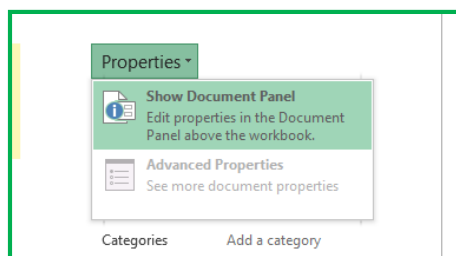 Properties
Show Document Panel
Edit properties in the Document
Panel above the workbook.
Advanced Properties
See more document properties
Categories Add a category